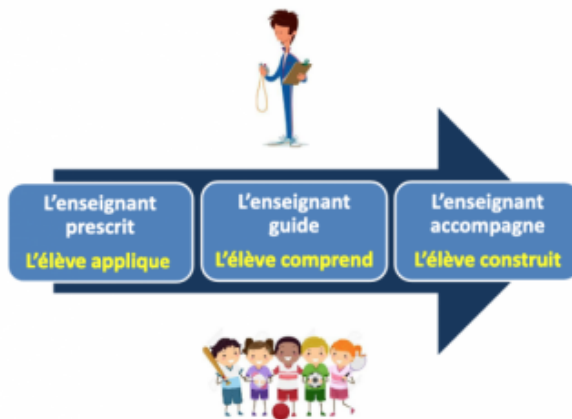 L'enseignant
prescrit
L'élève applique
L'enseignant
guide
L'élève comprend
L'enseignant
accompagne
L'élève construit